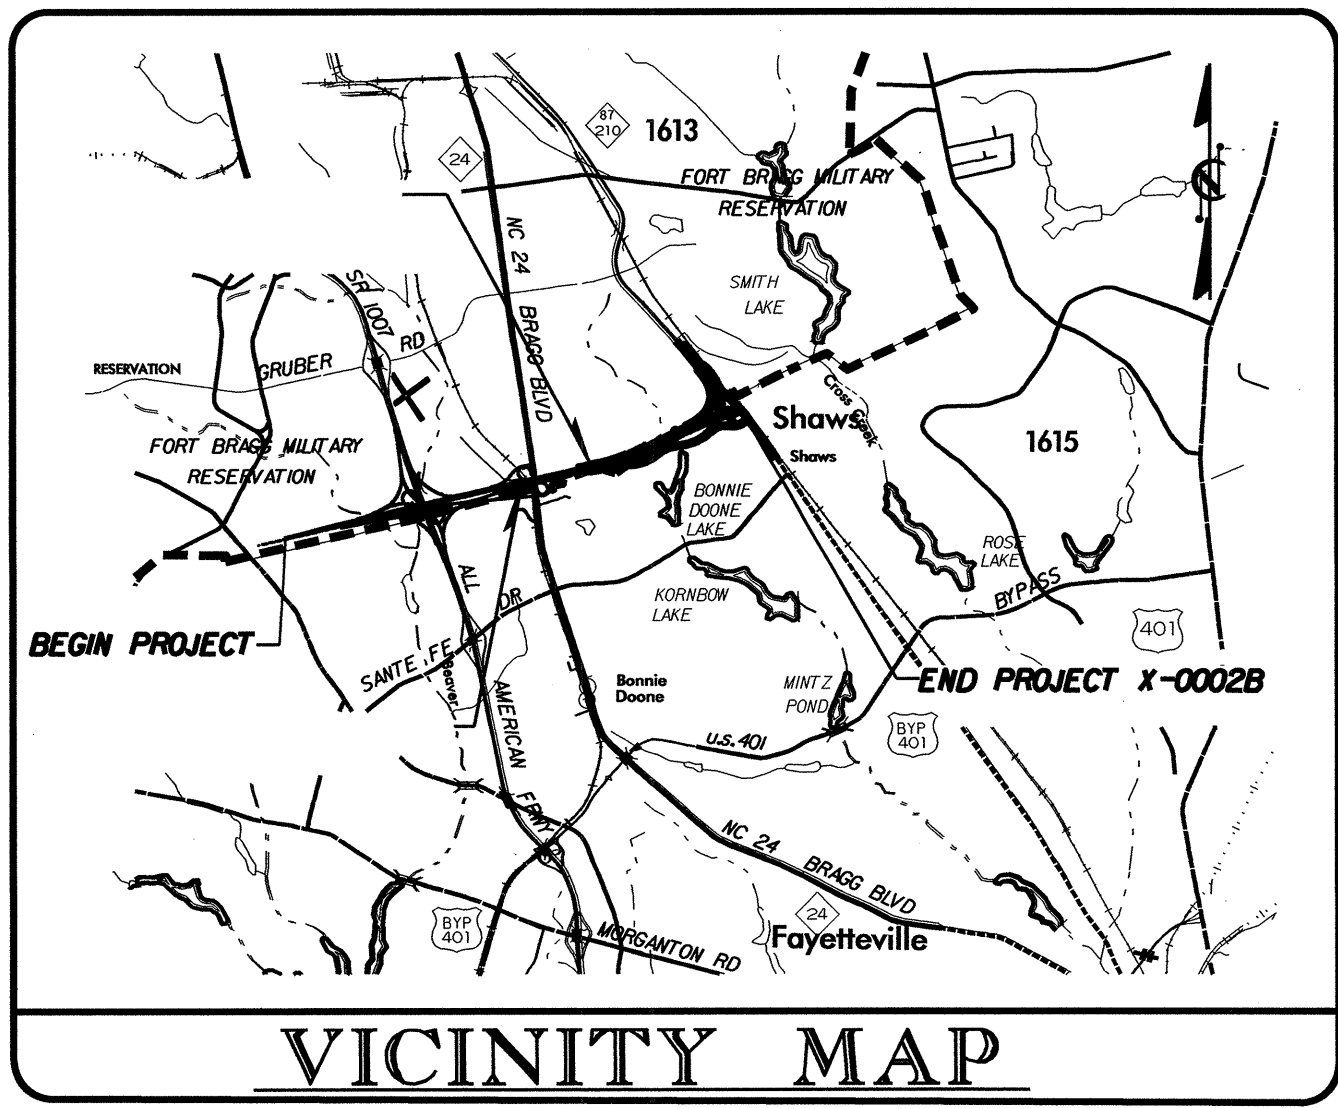 87
210
1613
24
FORT BRAGG MILITARY
RESERVATION
NC 24
BRAGG BLVD
SMITH
LAKE
SR 1007
GRUBER
RD
RESERVATION
Cross Creek
Shaws
Shaws
1615
FORT BRAGG MILITARY
RESERVATION
BONNIE
DOONE
LAKE
ROSE
LAKE
BYPASS
KORNBOW
LAKE
401
ALL
AMERICAN
FRWY
SANTE FE
DR
Beaver
BEGIN PROJECT
END PROJECT X-0002B
Bonnie
Doone
MINTZ
POND
BYP
401
U.S. 401
NC 24
BRAGG BLVD
24
BYP
401
MORGANTON RD
Fayetteville
VICINITY MAP